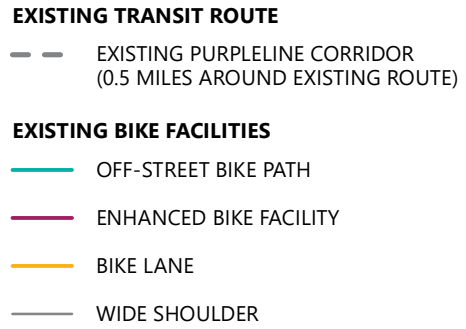 EXISTING TRANSIT ROUTE
EXISTING PURPLELINE CORRIDOR
(0.5 MILES AROUND EXISTING ROUTE)
EXISTING BIKE FACILITIES
OFF-STREET BIKE PATH
ENHANCED BIKE FACILITY
BIKE LANE
WIDE SHOULDER